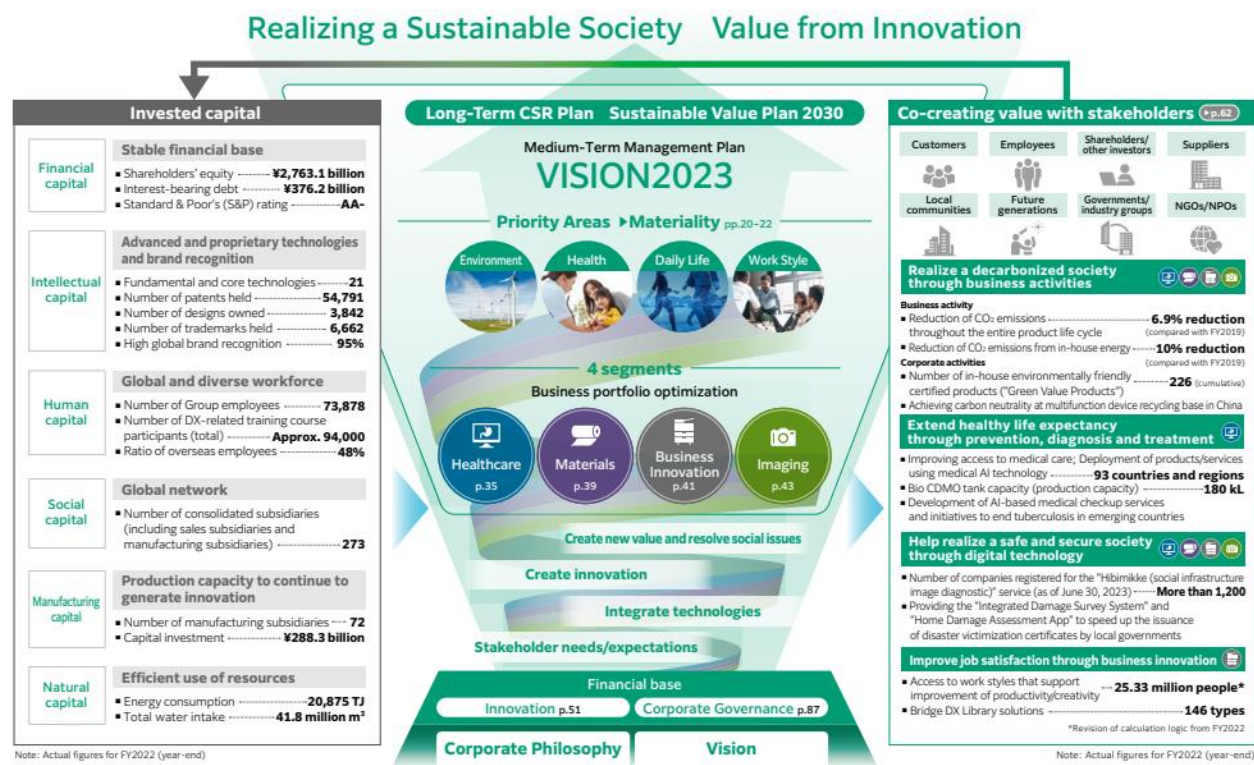 Realizing a Sustainable Society Value from Innovation
Invested capital
Financial
capital
Stable financial base
▪ Shareholders' equity ¥2,763.1 billion
▪ Interest-bearing debt ¥376.2 billion
▪ Standard & Poor's (S&P) rating AA-
Intellectual
capital
Advanced and proprietary technologies
and brand recognition
▪ Fundamental and core technologies 21
▪ Number of patents held 54,791
▪ Number of designs owned 3,842
▪ Number of trademarks held 6,662
▪ High global brand recognition 95%
Human
capital
Global and diverse workforce
▪ Number of Group employees 73,878
▪ Number of DX-related training course
participants (total) Approx. 94,000
▪ Ratio of overseas employees 48%
Social
capital
Global network
▪ Number of consolidated subsidiaries
(including sales subsidiaries and
manufacturing subsidiaries) 273
Manufacturing
capital
Production capacity to continue to
generate innovation
▪ Number of manufacturing subsidiaries 72
▪ Capital investment ¥288.3 billion
Natural
capital
Efficient use of resources
▪ Energy consumption 20,875 TJ
▪ Total water intake 41.8 million m³
Note: Actual figures for FY2022 (year-end)
Long-Term CSR Plan Sustainable Value Plan 2030
Medium-Term Management Plan
VISION2023
Priority Areas ▶Materiality pp.20–22
Environment
Health
Daily Life
Work Style
4 segments
Business portfolio optimization
Healthcare
p.35
Materials
p.39
Business
Innovation
p.41
Imaging
p.43
Create new value and resolve social issues
Create innovation
Integrate technologies
Stakeholder needs/expectations
Financial base
Innovation p.51
Corporate Governance p.87
Corporate Philosophy
Vision
Co-creating value with stakeholders ▶p.62
Customers
Employees
Shareholders/
other investors
Suppliers
Local
communities
Future
generations
Governments/
industry groups
NGOs/NPOs
Realize a decarbonized society
through business activities
Business activity
▪ Reduction of CO₂ emissions 6.9% reduction
throughout the entire product life cycle (compared with FY2019)
▪ Reduction of CO₂ emissions from in-house energy 10% reduction
Corporate activities (compared with FY2019)
▪ Number of in-house environmentally friendly
certified products ("Green Value Products") 226 (cumulative)
▪ Achieving carbon neutrality at multifunction device recycling base in China
Extend healthy life expectancy
through prevention, diagnosis and treatment
▪ Improving access to medical care; Deployment of products/services
using medical AI technology 93 countries and regions
▪ Bio CDMO tank capacity (production capacity) 180 kL
▪ Development of AI-based medical checkup services
and initiatives to end tuberculosis in emerging countries
Help realize a safe and secure society
through digital technology
▪ Number of companies registered for the "Hibimikke (social infrastructure
image diagnostic)" service (as of June 30, 2023) More than 1,200
▪ Providing the "Integrated Damage Survey System" and
"Home Damage Assessment App" to speed up the issuance
of disaster victimization certificates by local governments
Improve job satisfaction through business innovation
▪ Access to work styles that support
improvement of productivity/creativity 25.33 million people*
▪ Bridge DX Library solutions 146 types
*Revision of calculation logic from FY2022
Note: Actual figures for FY2022 (year-end)